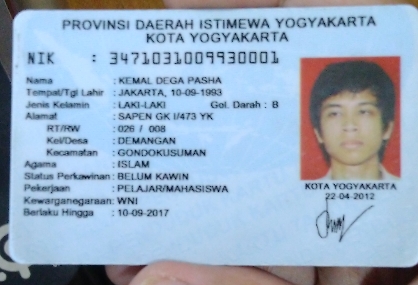 PROVINSI DAERAH ISTIMEWA YOGYAKARTA
KOTA YOGYAKARTA
NIK : 3471031009930001
Nama : KEMAL DEGA PASHA
Tempat/Tgl Lahir : JAKARTA, 10-09-1993
Jenis Kelamin : LAKI-LAKI Gol. Darah : B
Alamat : SAPEN GK I/473 YK
RT/RW : 026 / 008
Kel/Desa : DEMANGAN
Kecamatan : GONDOKUSUMAN
Agama : ISLAM
Status Perkawinan : BELUM KAWIN
Pekerjaan : PELAJAR/MAHASISWA
Kewarganegaraan: WNI
Berlaku Hingga : 10-09-2017
KOTA YOGYAKARTA
22-04-2012